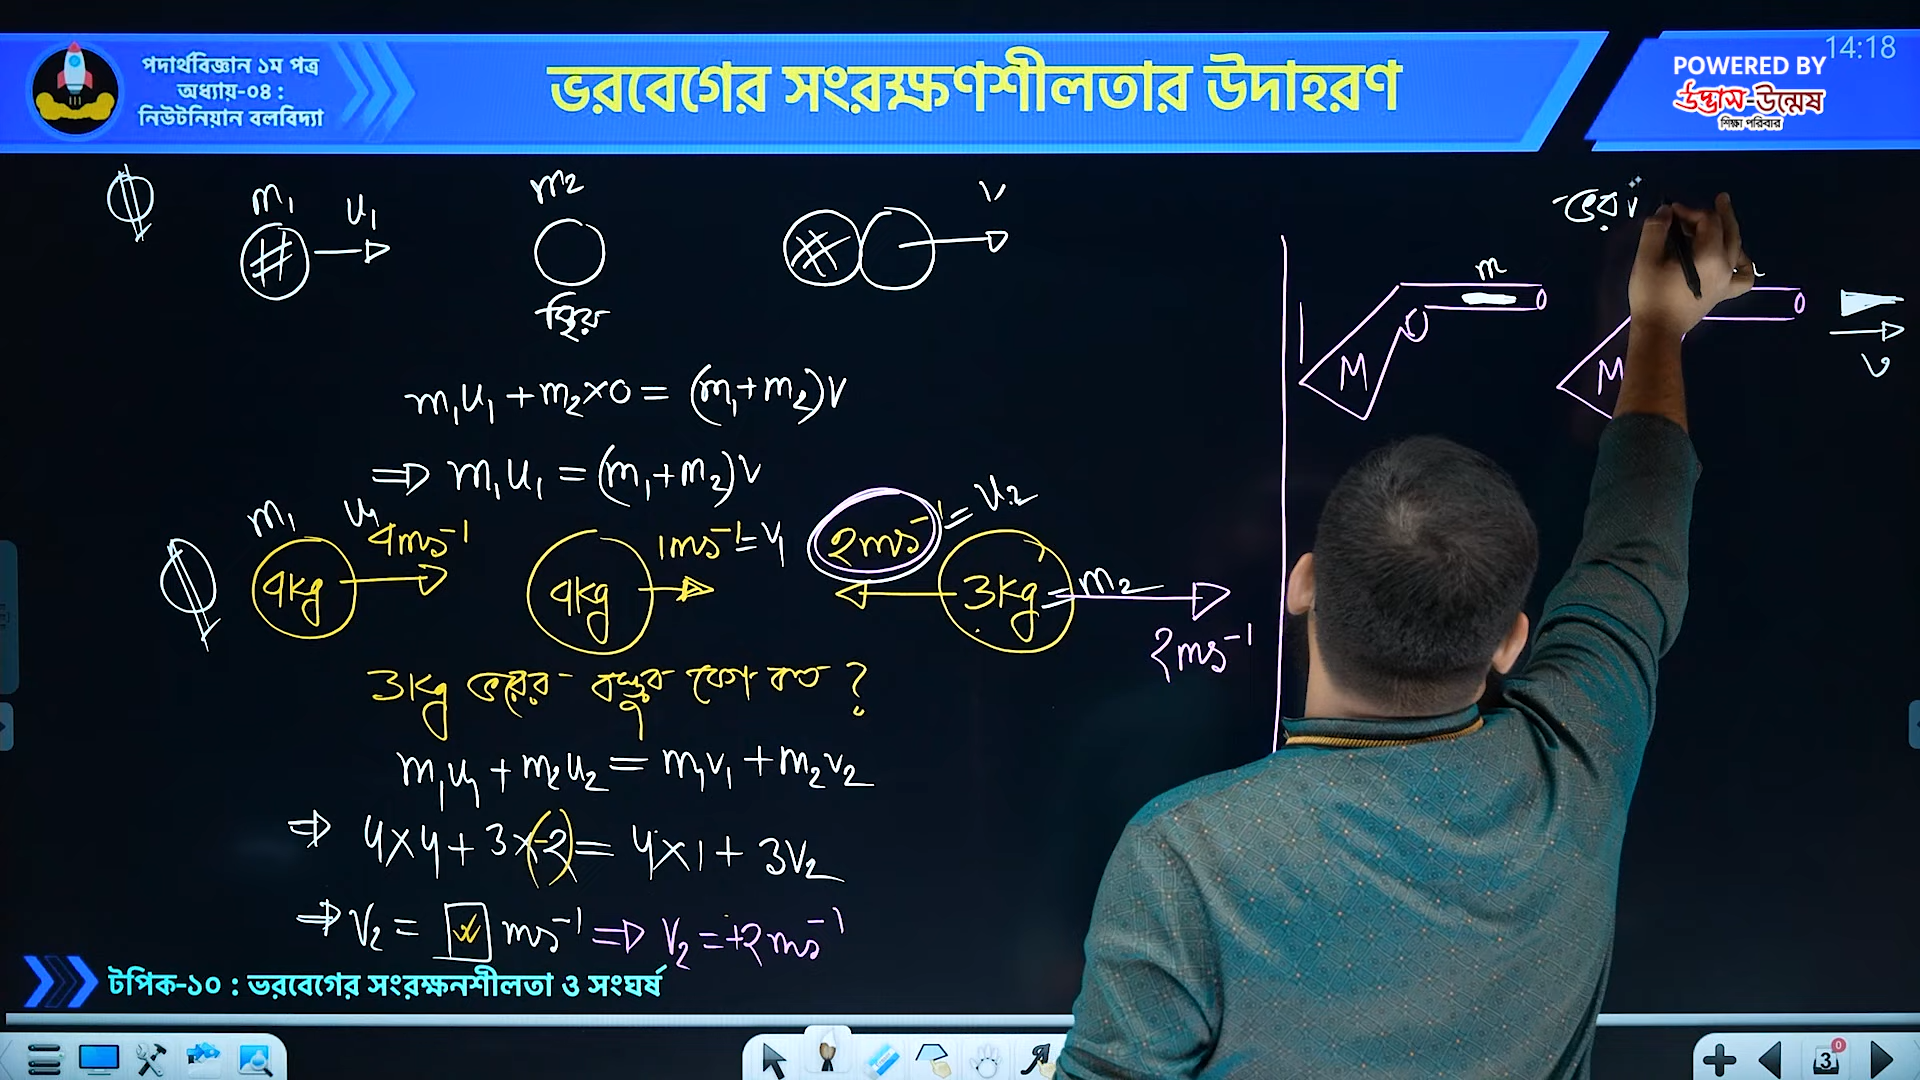 পদার্থবিজ্ঞান ১ম পত্র
অধ্যায়-০৪ :
নিউটনিয়ান বলবিদ্যা
ভরবেগের সংরক্ষণশীলতার উদাহরণ
14:18
POWERED BY
উদ্ভাস-উন্মেষ
শিক্ষা পরিবার
m₁ u₁
m₂
স্থির
v
m₁u₁ + m₂×0 = (m₁+m₂)v
⇒ m₁u₁ = (m₁+m₂)v
m₁ u₁
4ms⁻¹
4kg
1ms⁻¹ = v₁
4kg
2ms⁻¹ = u₂
3kg = m₂
2ms⁻¹
3kg ভরের বস্তুর বেগ কত ?
m₁u₁ + m₂u₂ = m₁v₁ + m₂v₂
⇒ 4×4 + 3×(-2) = 4×1 + 3v₂
⇒ v₂ = ms⁻¹ ⇒ v₂ = +2ms⁻¹
m
M
M
v
টপিক-১০ : ভরবেগের সংরক্ষনশীলতা ও সংঘর্ষ
3
0